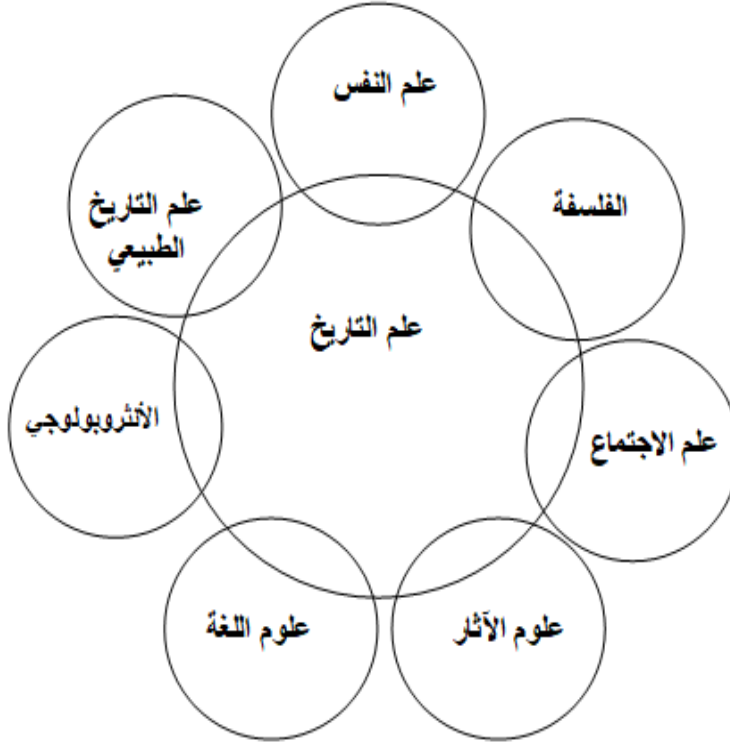 علم النفس
الفلسفة
علم التاريخ
الطبيعي
علم التاريخ
الأنثروبولوجي
علم الاجتماع
علوم الآثار
علوم اللغة